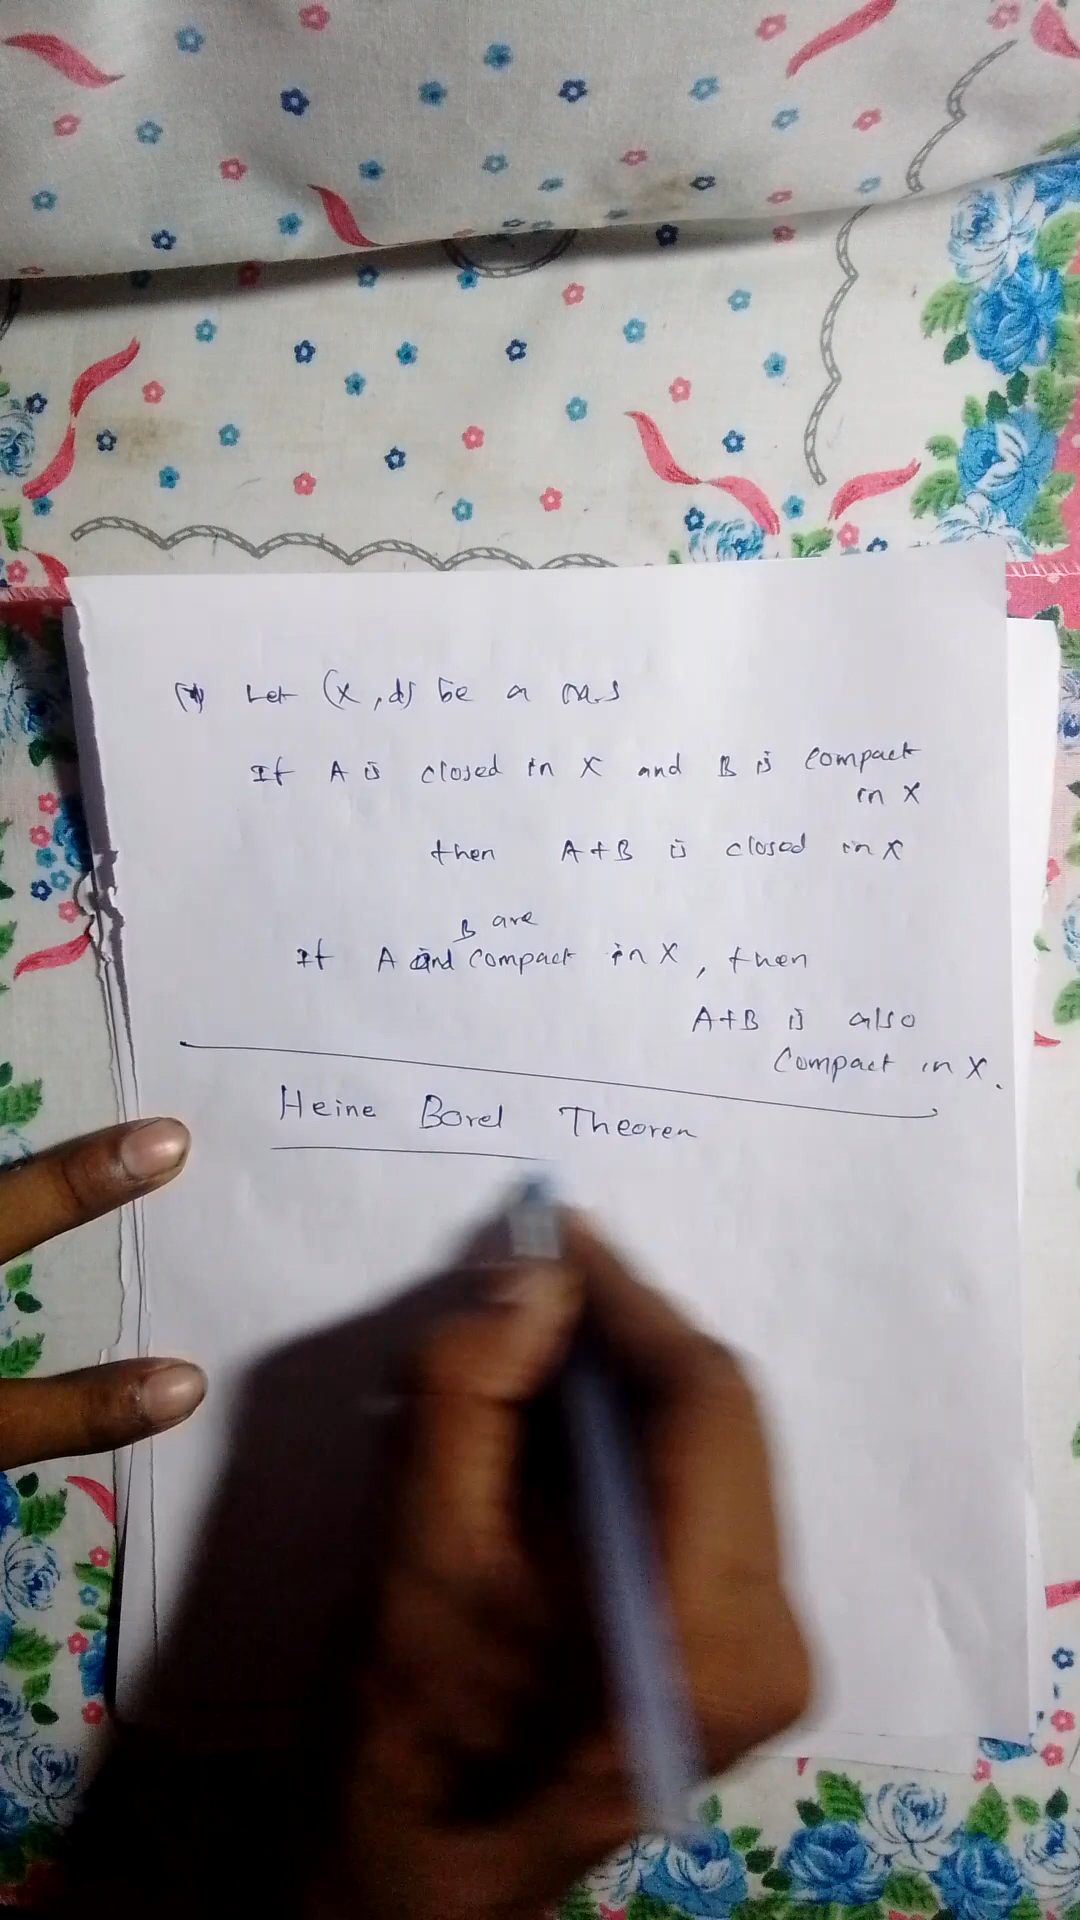 Let (X, d) be a m.s
If A is closed in X and B is compact
in X
then A+B is closed in X
B are
If A and compact in X, then
A+B is also
compact in X.
Heine Borel Theorem